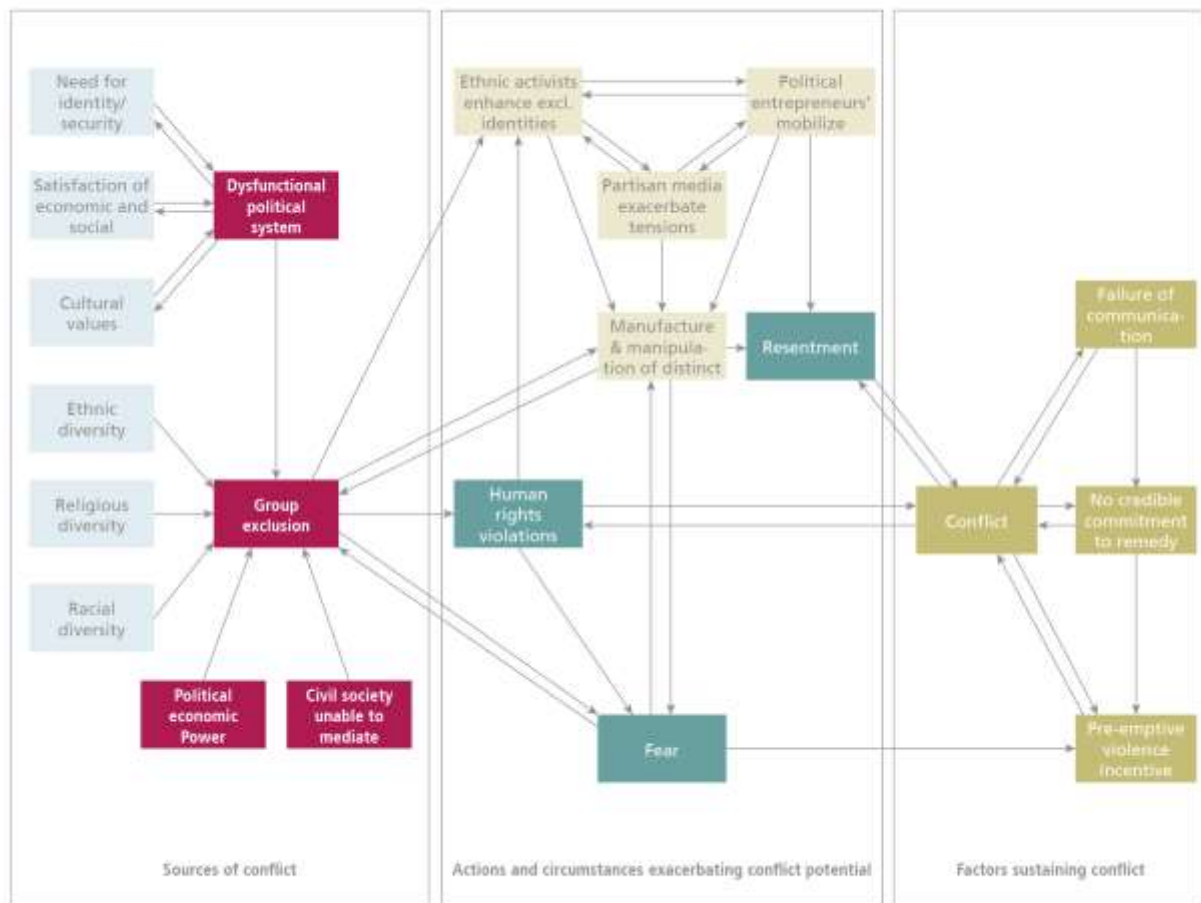 Need for
identity/
security
Satisfaction of
economic and
social
Cultural
values
Ethnic
diversity
Religious
diversity
Racial
diversity
Dysfunctional
political
system
Group
exclusion
Political
economic
Power
Civil society
unable to
mediate
Sources of conflict
Ethnic activists
enhance excl.
identities
Political
entrepreneurs'
mobilize
Partisan media
exacerbate
tensions
Manufacture
& manipula-
tion of distinct
Resentment
Human
rights
violations
Fear
Actions and circumstances exacerbating conflict potential
Failure of
communica-
tion
Conflict
No credible
commitment
to remedy
Pre-emptive
violence
incentive
Factors sustaining conflict